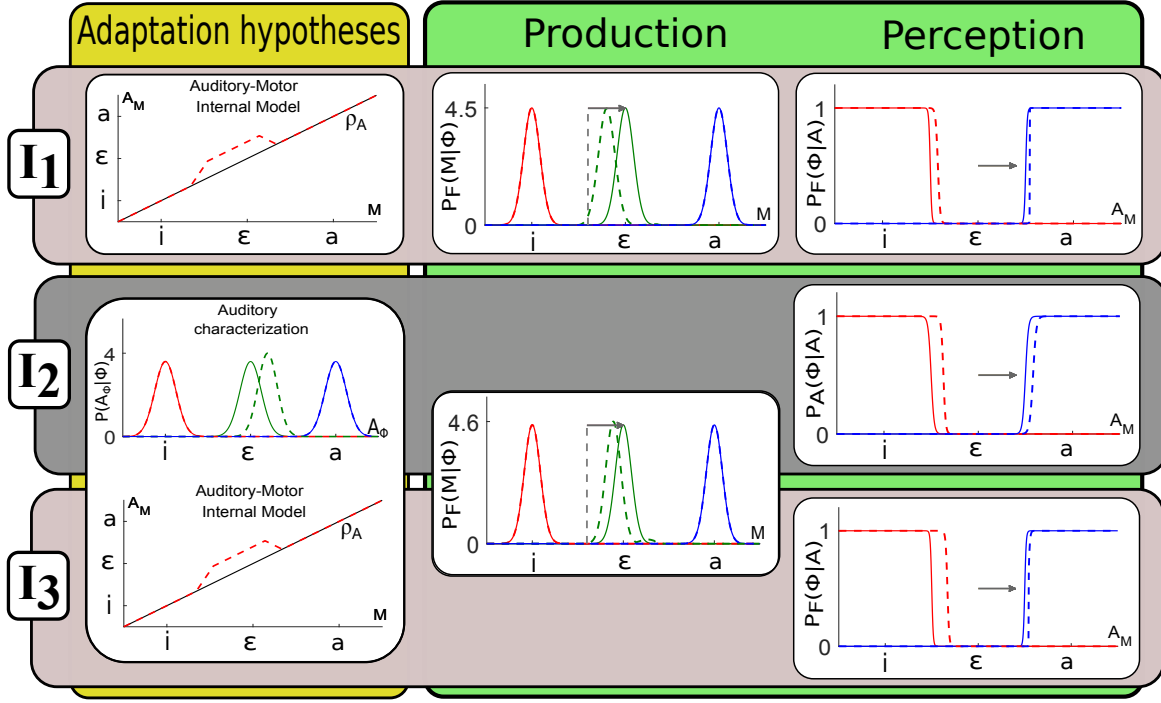 Adaptation hypotheses
Production
Perception
I1
Auditory-Motor
Internal Model
AM
a
ε
i
ρA
M
i ε a
PF(M|Φ)
4.5
0
M
i ε a
PF(Φ|A)
1
0
AM
i ε a
I2
Auditory
characterization
P(AΦ|Φ)
4
0
AΦ
i ε a
PF(M|Φ)
4.6
0
M
i ε a
PA(Φ|A)
1
0
AM
i ε a
I3
Auditory-Motor
Internal Model
AM
a
ε
i
ρA
M
i ε a
PF(Φ|A)
1
0
AM
i ε a